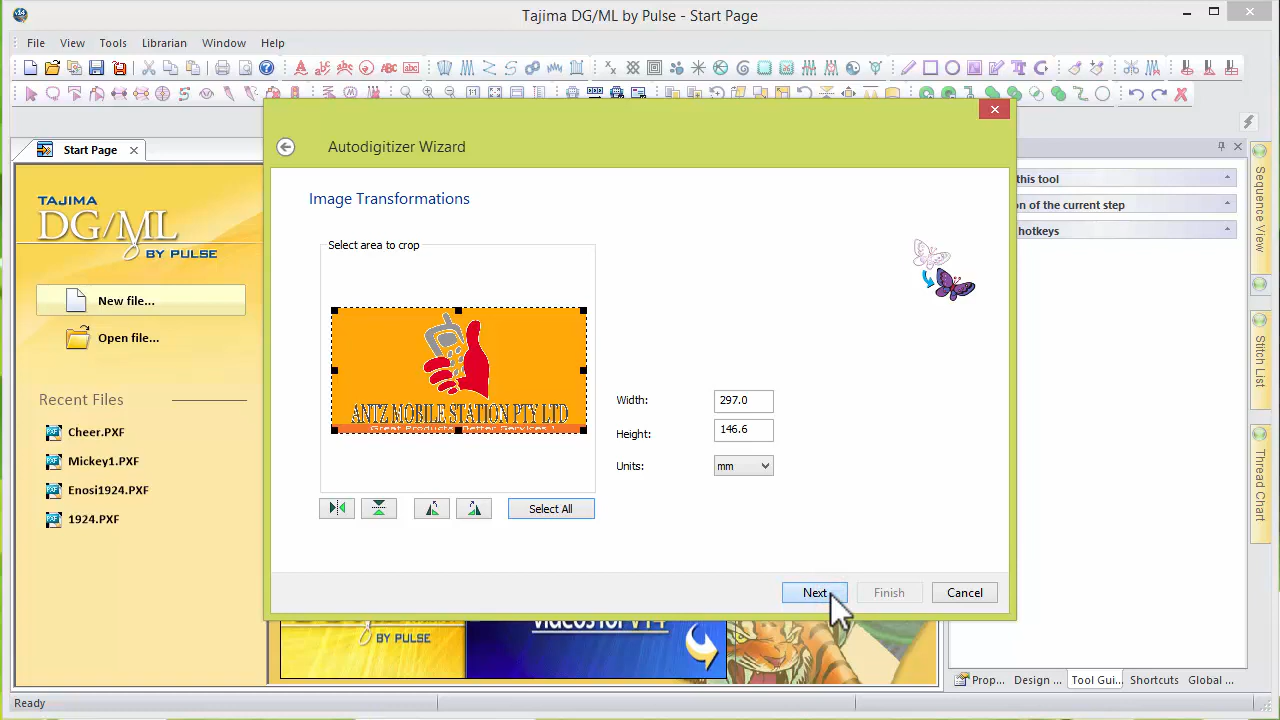 Tajima DG/ML by Pulse - Start Page
File View Tools Librarian Window Help
Start Page
TAJIMA
DG/ML
BY PULSE
New file...
Open file...
Recent Files
Cheer.PXF
Mickey1.PXF
Enosi1924.PXF
1924.PXF
Autodigitizer Wizard
Image Transformations
Select area to crop
ANTZ MOBILE STATION PTY LTD
Great Products, Better Services !
Width: 297.0
Height: 146.6
Units: mm
Select All
Next Finish Cancel
BY PULSE
this tool
on of the current step
hotkeys
Sequence View
Stitch List
Thread Chart
Prop... Design ... Tool Gui... Shortcuts Global ...
Ready